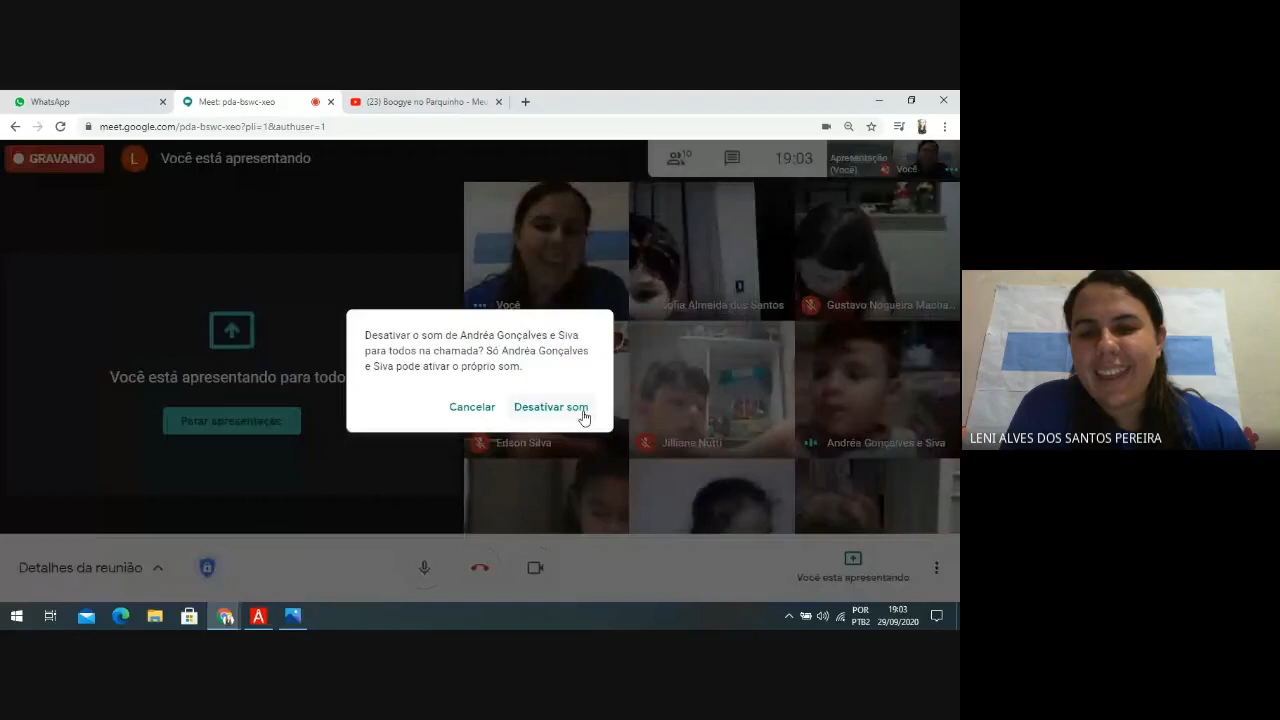 WhatsApp
Meet: pda-bswc-xeo
(23) Boogye no Parquinho - Meu
meet.google.com/pda-bswc-xeo?pli=1&authuser=1
GRAVANDO
L
Você está apresentando
10
19:03
Apresentação
(Você)
Você
Você está apresentando para todo
Parar apresentação
Você
ofia Almeida dos Santos
Gustavo Nogueira Macha...
Desativar o som de Andréa Gonçalves e Siva
para todos na chamada? Só Andréa Gonçalves
e Siva pode ativar o próprio som.
Cancelar
Desativar som
Edson Silva
Jilliane Nutti
Andréa Gonçalves e Siva
LENI ALVES DOS SANTOS PEREIRA
Detalhes da reunião
Você está apresentando
POR
PTB2
19:03
29/09/2020